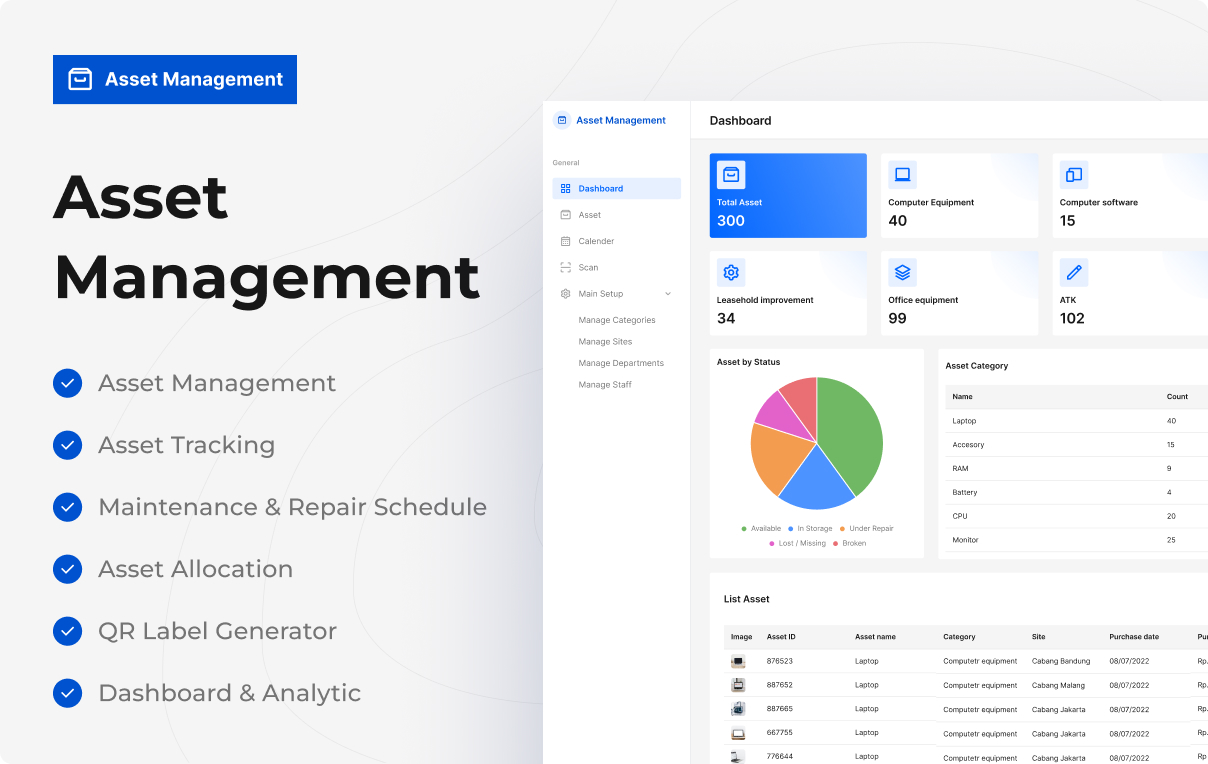 Asset Management
Asset
Management
Asset Management
Asset Tracking
Maintenance & Repair Schedule
Asset Allocation
QR Label Generator
Dashboard & Analytic
Asset Management
General
Dashboard
Asset
Calender
Scan
Main Setup
Manage Categories
Manage Sites
Manage Departments
Manage Staff
Dashboard
Total Asset
300
Computer Equipment
40
Computer software
15
Leasehold improvement
34
Office equipment
99
ATK
102
Asset by Status
Available In Storage Under Repair
Lost / Missing Broken
Asset Category
Name Count
Laptop 40
Accesory 15
RAM 9
Battery 4
CPU 20
Monitor 25
List Asset
Image Asset ID Asset name Category Site Purchase date Pu
876523 Laptop Computetr equipment Cabang Bandung 08/07/2022 Rp.
887652 Laptop Computetr equipment Cabang Malang 08/07/2022 Rp.
887665 Laptop Computetr equipment Cabang Jakarta 08/07/2022 Rp.
667755 Laptop Computetr equipment Cabang Jakarta 08/07/2022 Rp.
776644 Laptop Computetr equipment Cabang Jakarta 08/07/2022 Rp.